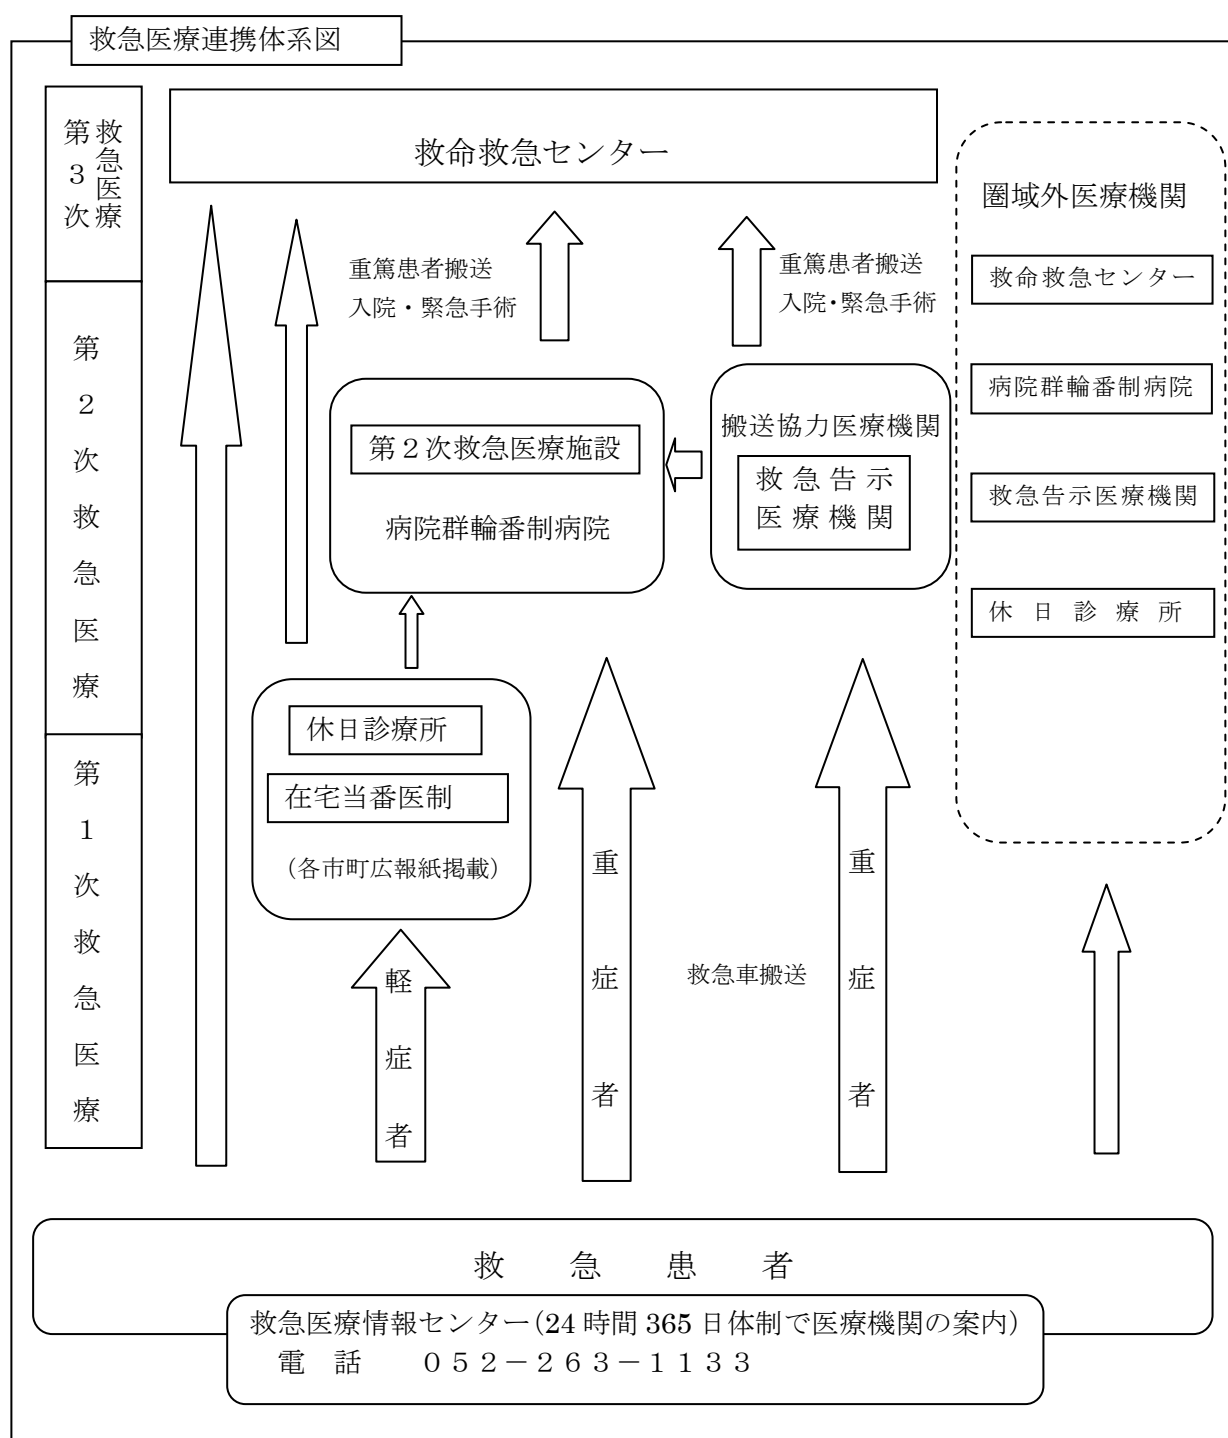 救急医療連携体系図
第3次
救急医療
救命救急センター
圏域外医療機関
重篤患者搬送
入院・緊急手術
重篤患者搬送
入院・緊急手術
救命救急センター
第2次救急医療
病院群輪番制病院
搬送協力医療機関
第2次救急医療施設
救急告示
医療機関
救急告示医療機関
病院群輪番制病院
休日診療所
休日診療所
第1次救急医療
在宅当番医制
(各市町広報紙掲載)
重症者
重症者
救急車搬送
軽症者
救急患者
救急医療情報センター(24時間365日体制で医療機関の案内)
電話 052-263-1133